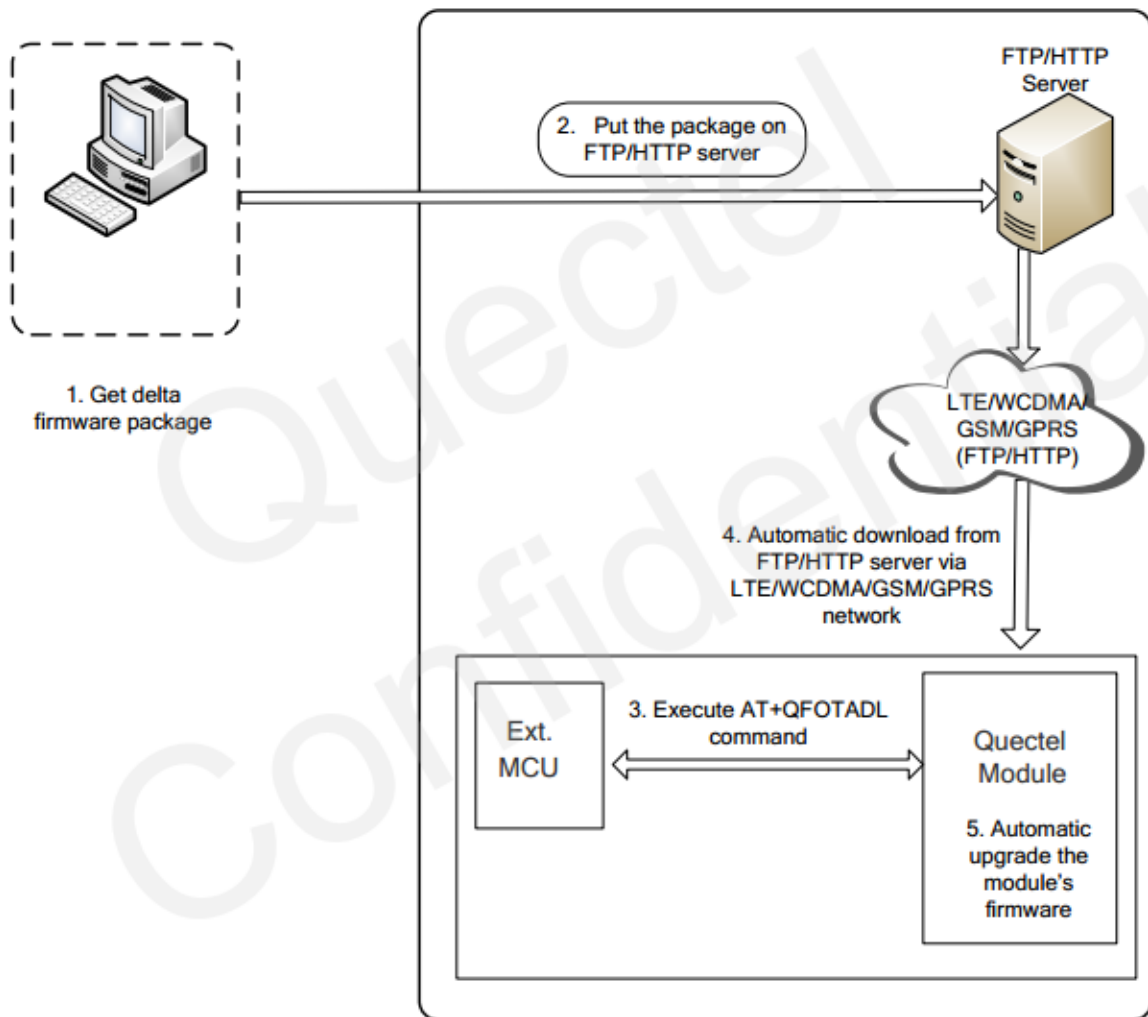 FTP/HTTP
Server
2. Put the package on
FTP/HTTP server
1. Get delta
firmware package
LTE/WCDMA/
GSM/GPRS
(FTP/HTTP)
4. Automatic download from
FTP/HTTP server via
LTE/WCDMA/GSM/GPRS
network
3. Execute AT+QFOTADL
command
Ext.
MCU
Quectel
Module
5. Automatic
upgrade the
module's
firmware
Quectel
Confidential